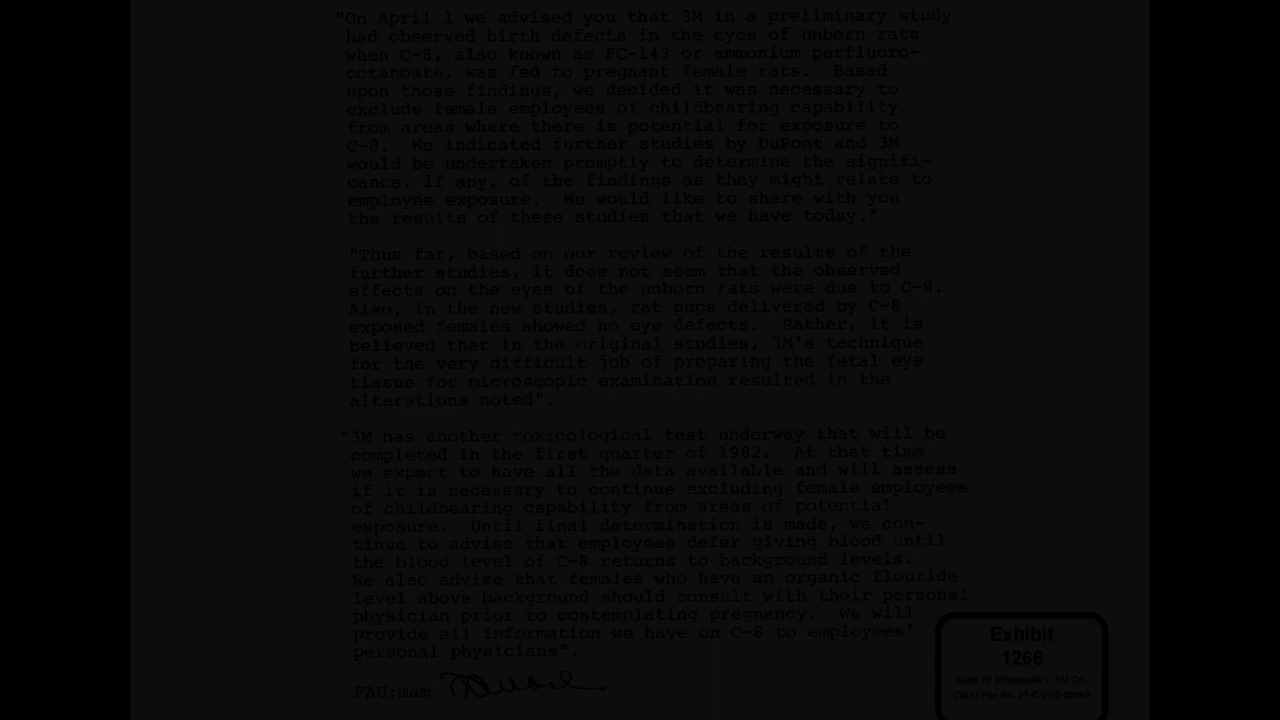 "On April 1 we advised you that 3M in a preliminary study
had observed birth defects in the eyes of unborn rats
when C-8, also known as FC-143 or ammonium perfluoro-
octanoate, was fed to pregnant female rats. Based
upon those findings, we decided it was necessary to
exclude female employees of childbearing capability
from areas where there is potential for exposure to
C-8. We indicated further studies by DuPont and 3M
would be undertaken promptly to determine the signifi-
cance, if any, of the findings as they might relate to
employee exposure. We would like to share with you
the results of these studies that we have today."
"Thus far, based on our review of the results of the
further studies, it does not seem that the observed
affects on the eyes of the unborn rats were due to C-8.
Also, in the new studies, rat pups delivered by C-8
exposed females showed no eye defects. Rather, it is
believed that in the original studies, 3M's technique
for the very difficult job of preparing the fetal eye
tissue for microscopic examination resulted in the
alterations noted".
"3M has another toxicological test underway that will be
completed in the first quarter of 1982. At that time
we expect to have all the data available and will assess
if it is necessary to continue excluding female employees
of childbearing capability from areas of potential
exposure. Until final determination is made, we con-
tinue to advise that employees defer giving blood until
the blood level of C-8 returns to background levels.
We also advise that females who have an organic flouride
level above background should consult with their personal
physician prior to contemplating pregnancy. We will
provide all information we have on C-8 to employees'
personal physicians".
FAU:mam
Exhibit
1266
State of Minnesota v. 3M Co.,
Court File No. 27-CV-10-28862